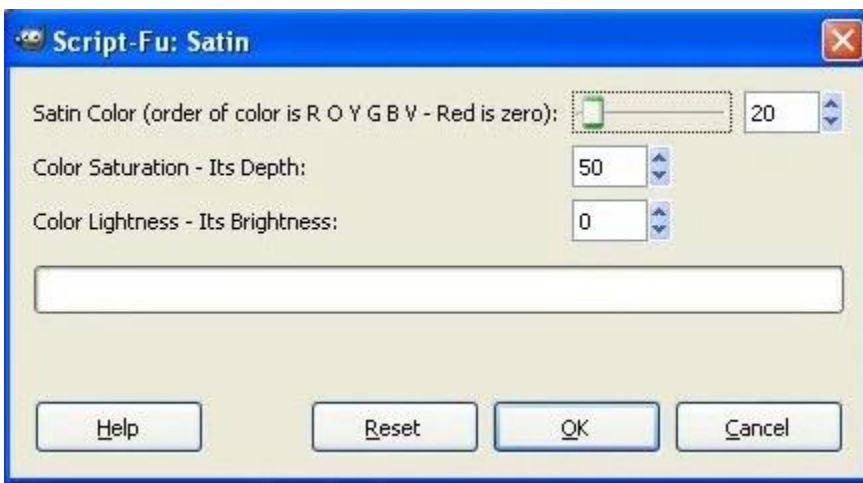 Script-Fu: Satin
Satin Color (order of color is R O Y G B V - Red is zero): 20
Color Saturation - Its Depth: 50
Color Lightness - Its Brightness: 0
Help Reset OK Cancel